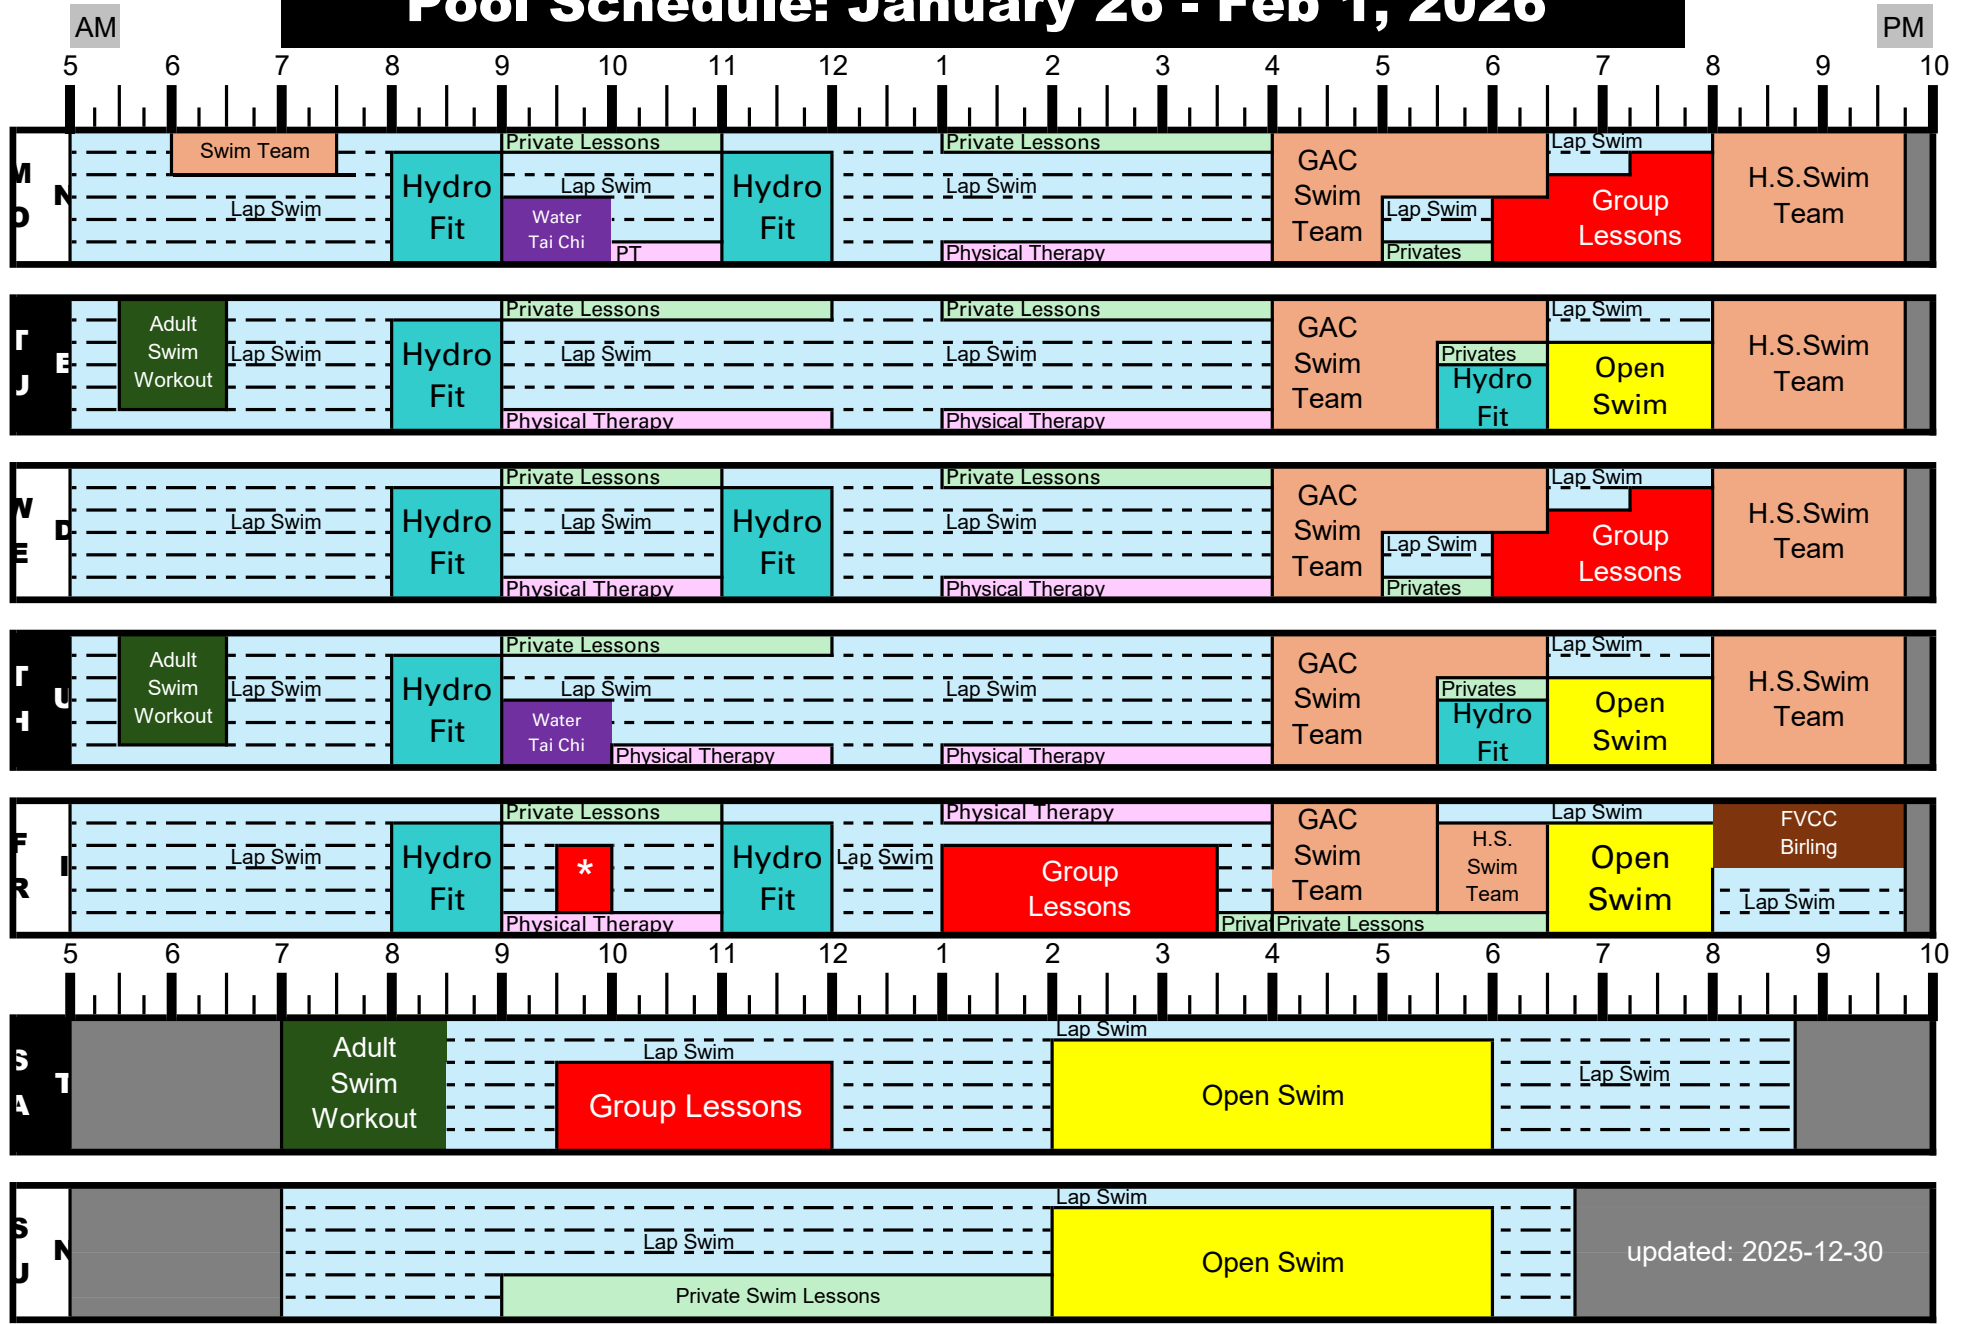 Pool Schedule: January 26 - Feb 1, 2026
AM
PM
5 6 7 8 9 10 11 12 1 2 3 4 5 6 7 8 9 10
M
O
N
Swim Team
Lap Swim
Hydro
Fit
Private Lessons
Lap Swim
Water
Tai Chi
PT
Hydro
Fit
Private Lessons
Lap Swim
Physical Therapy
GAC
Swim
Team
Lap Swim
Privates
Lap Swim
Group
Lessons
H.S.Swim
Team
T
U
E
Adult
Swim
Workout
Lap Swim
Hydro
Fit
Private Lessons
Lap Swim
Physical Therapy
Private Lessons
Lap Swim
Physical Therapy
GAC
Swim
Team
Privates
Hydro
Fit
Lap Swim
Open
Swim
H.S.Swim
Team
W
E
D
Lap Swim
Hydro
Fit
Private Lessons
Lap Swim
Physical Therapy
Hydro
Fit
Private Lessons
Lap Swim
Physical Therapy
GAC
Swim
Team
Lap Swim
Privates
Lap Swim
Group
Lessons
H.S.Swim
Team
T
H
U
Adult
Swim
Workout
Lap Swim
Hydro
Fit
Private Lessons
Lap Swim
Water
Tai Chi
Physical Therapy
Private Lessons
Lap Swim
Physical Therapy
GAC
Swim
Team
Privates
Hydro
Fit
Lap Swim
Open
Swim
H.S.Swim
Team
F
R
I
Lap Swim
Hydro
Fit
Private Lessons
*
Physical Therapy
Hydro
Fit
Lap Swim
Physical Therapy
Group
Lessons
Privat
GAC
Swim
Team
Private Lessons
H.S.
Swim
Team
Lap Swim
Open
Swim
FVCC
Birling
Lap Swim
5 6 7 8 9 10 11 12 1 2 3 4 5 6 7 8 9 10
S
A
T
Adult
Swim
Workout
Lap Swim
Group Lessons
Lap Swim
Open Swim
Lap Swim
S
U
N
Lap Swim
Private Swim Lessons
Lap Swim
Open Swim
updated: 2025-12-30